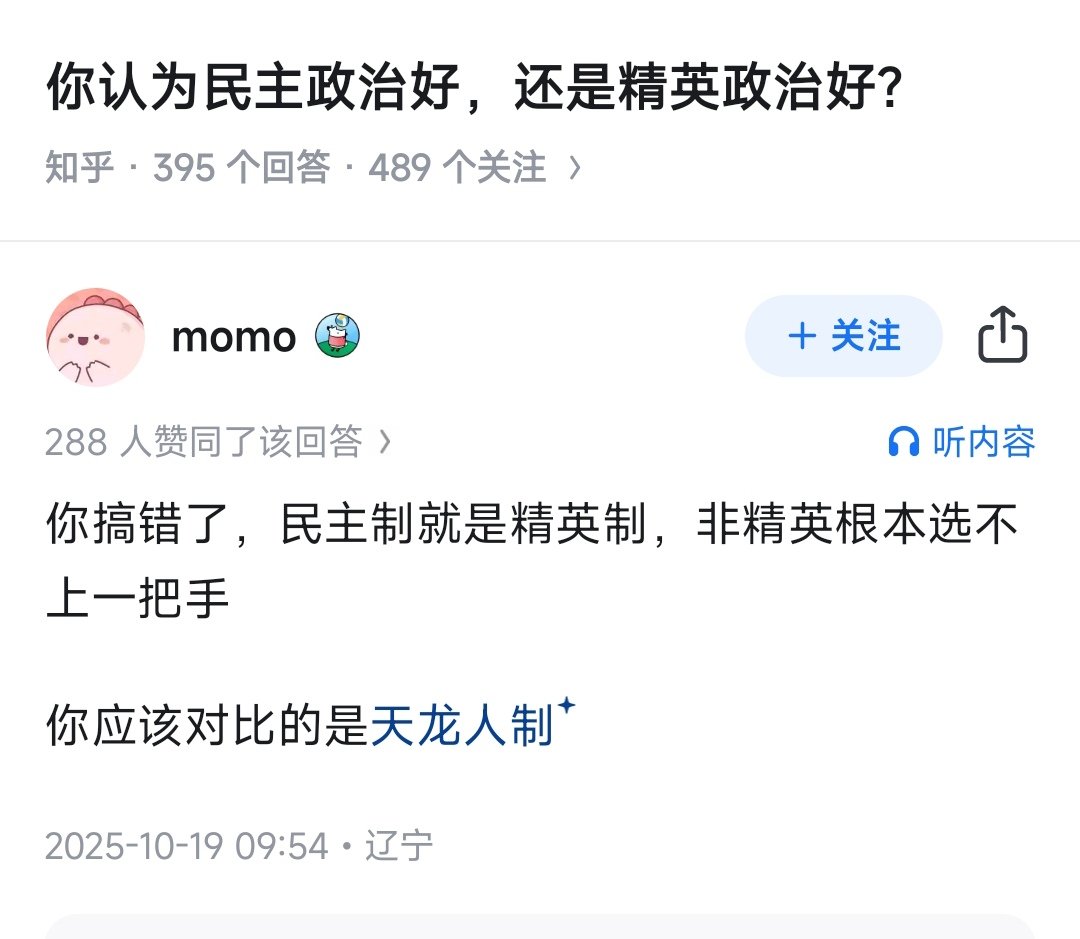 你认为民主政治好，还是精英政治好？
知乎 · 395 个回答 · 489 个关注 〉
momo
+ 关注
288 人赞同了该回答 〉
听内容
你搞错了，民主制就是精英制，非精英根本选不
上一把手
你应该对比的是天龙人制
2025-10-19 09:54 · 辽宁